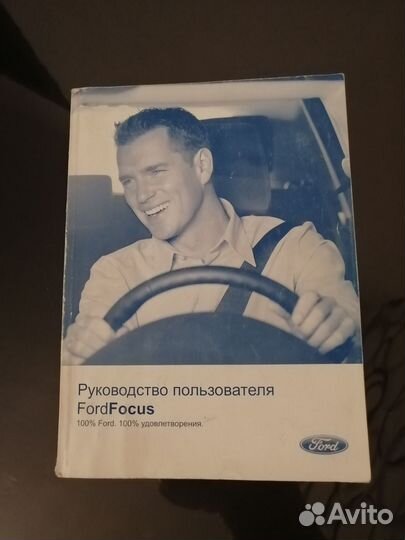 Руководство пользователя
FordFocus
100% Ford. 100% удовлетворения.
Ford
Avito